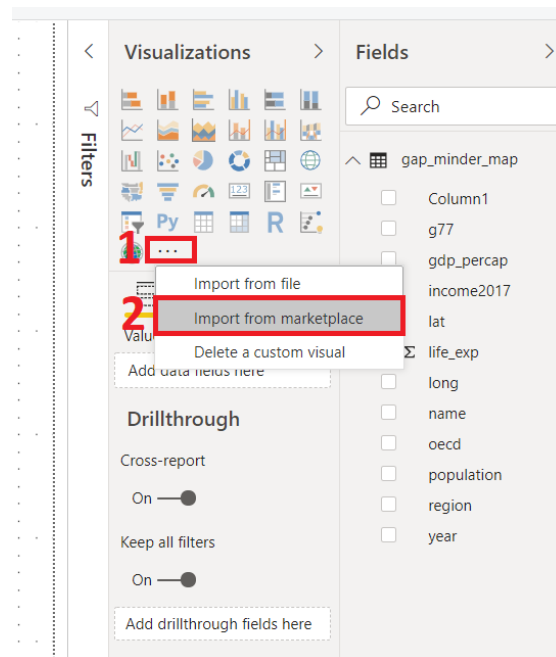 Visualizations
Fields
Search
Filters
gap_minder_map
Column1
g77
gdp_percap
income2017
lat
life_exp
long
name
oecd
population
region
year
123
Py
R
1
...
Import from file
2
Import from marketplace
Delete a custom visual
Add data fields here
Drillthrough
Cross-report
On
Keep all filters
On
Add drillthrough fields here